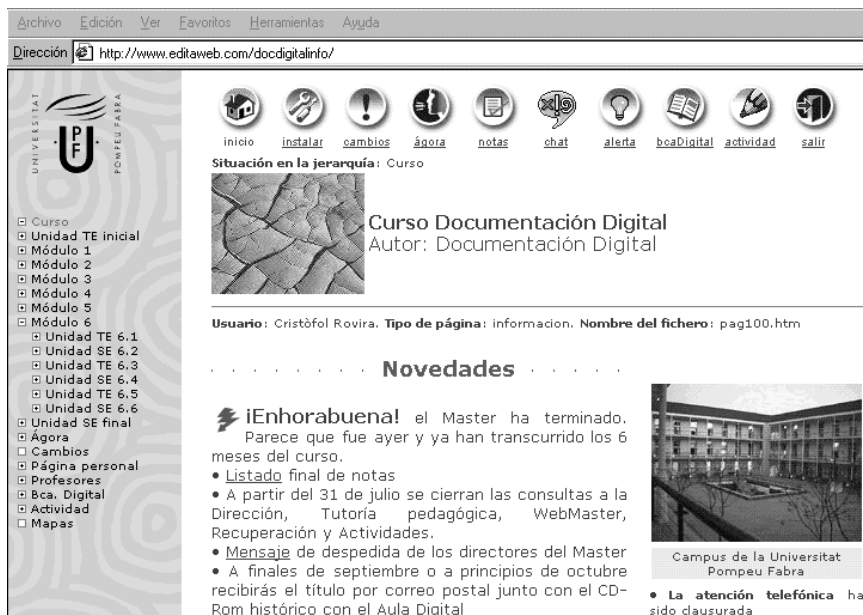 Archivo Edición Ver Favoritos Herramientas Ayuda
Dirección http://www.editaweb.com/docdigitalinfo/
UNIVERSITAT
UPF
POMPEU FABRA
inicio instalar cambios ágora notas chat alerta bcaDigital actividad salir
Situación en la jerarquía: Curso
Curso Documentación Digital
Autor: Documentación Digital
Usuario: Cristòfol Rovira. Tipo de página: informacion. Nombre del fichero: pag100.htm
Curso
Unidad TE inicial
Módulo 1
Módulo 2
Módulo 3
Módulo 4
Módulo 5
Módulo 6
Unidad TE 6.1
Unidad SE 6.2
Unidad TE 6.3
Unidad SE 6.4
Unidad TE 6.5
Unidad SE 6.6
Unidad SE final
Ágora
Cambios
Página personal
Profesores
Bca. Digital
Actividad
Mapas
Novedades
¡Enhorabuena! el Master ha terminado.
Parece que fue ayer y ya han transcurrido los 6
meses del curso.
• Listado final de notas
• A partir del 31 de julio se cierran las consultas a la
Dirección, Tutoría pedagógica, WebMaster,
Recuperación y Actividades.
• Mensaje de despedida de los directores del Master
• A finales de septiembre o a principios de octubre
recibirás el título por correo postal junto con el CD-
Rom histórico con el Aula Digital
Campus de la Universitat
Pompeu Fabra
• La atención telefónica ha
sido clausurada